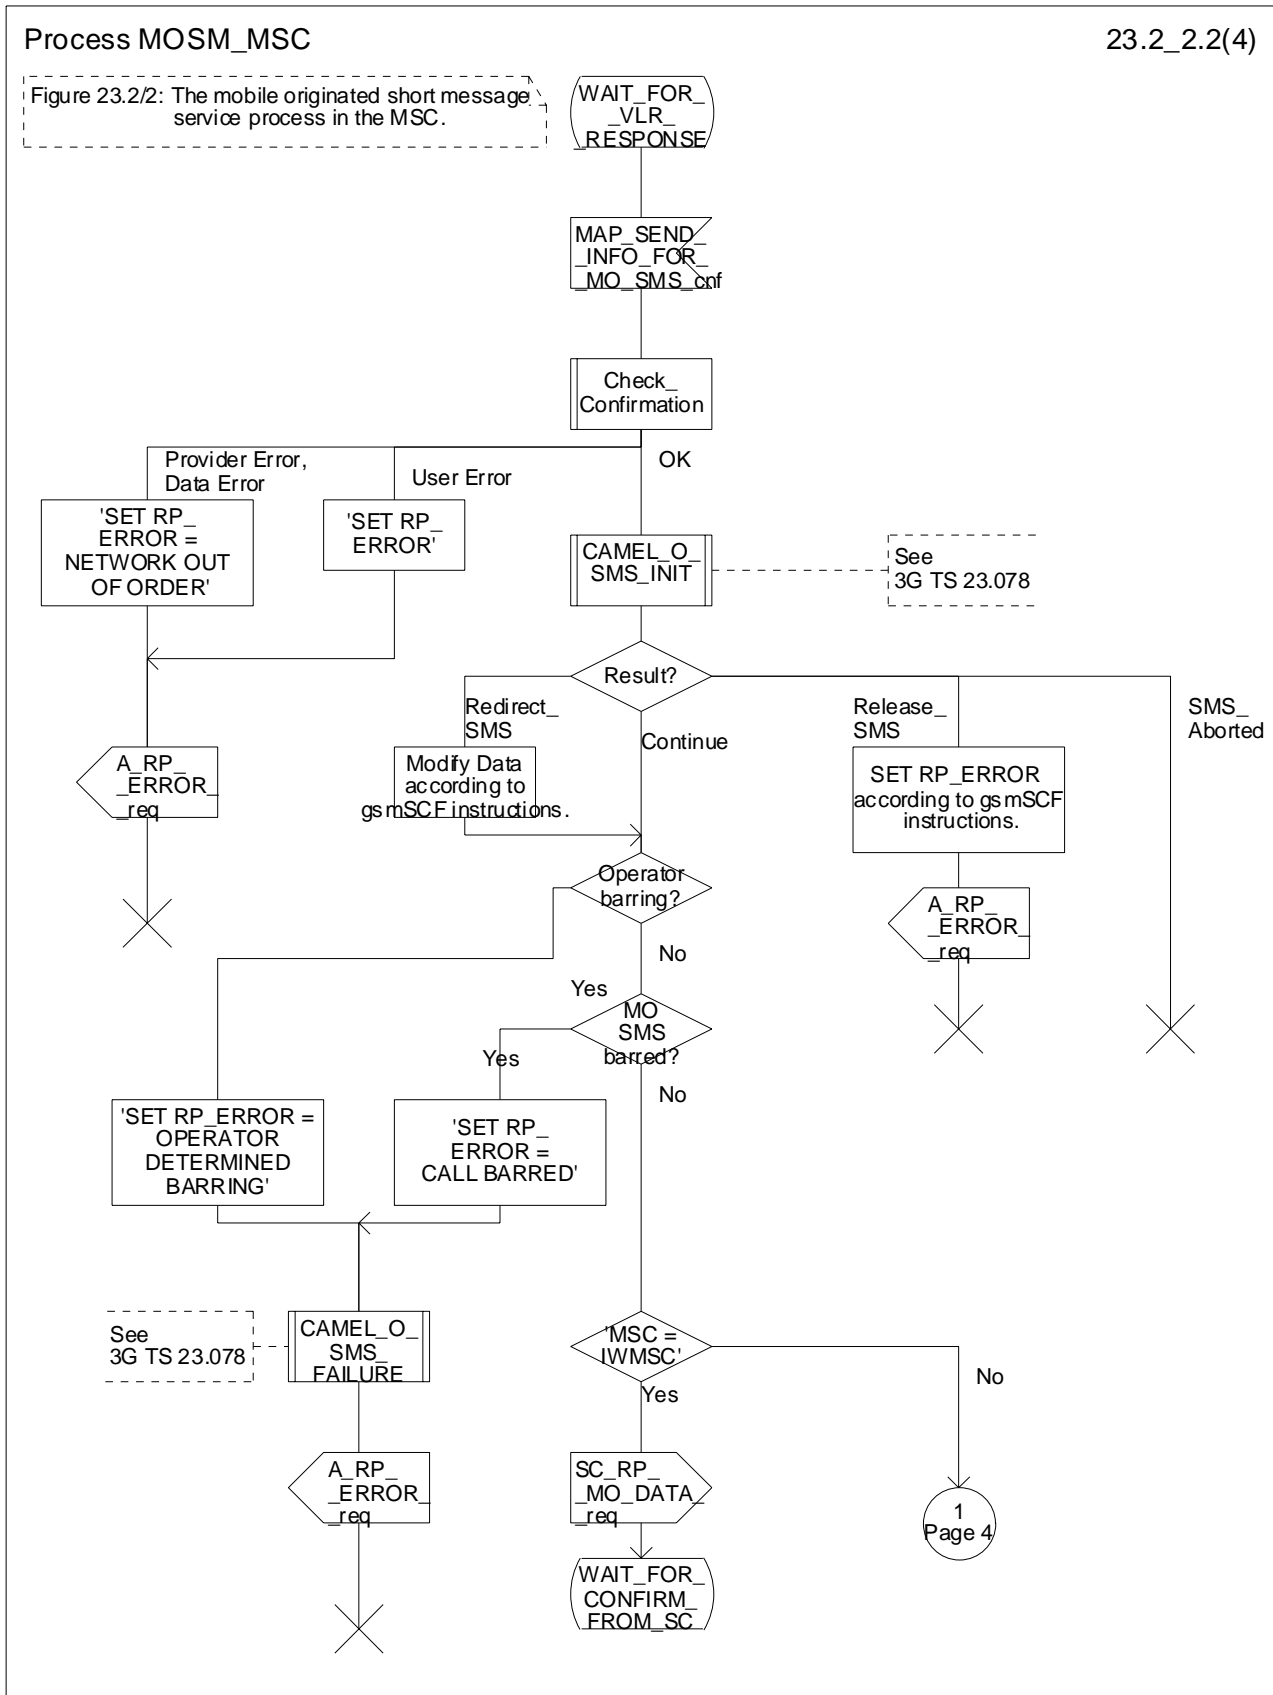 Process MOSM_MSC
23.2_2.2(4)
Figure 23.2/2: The mobile originated short message
service process in the MSC.
WAIT_FOR_
_VLR_
_RESPONSE
MAP_SEND_
_INFO_FOR_
_MO_SMS_cnf
Check_
Confirmation
Provider Error,
Data Error
User Error
OK
'SET RP_
ERROR =
NETWORK OUT
OF ORDER'
'SET RP_
ERROR'
CAMEL_O_
SMS_INIT
See
3G TS 23.078
Result?
Redirect_
SMS
Continue
Release_
SMS
SMS_
Aborted
A_RP_
_ERROR_
_req
Modify Data
according to
gsmSCF instructions.
SET RP_ERROR
according to gsmSCF
instructions.
Operator
barring?
A_RP_
_ERROR_
_req
No
Yes
MO
SMS
barred?
Yes
No
'SET RP_ERROR =
OPERATOR
DETERMINED
BARRING'
'SET RP_
ERROR =
CALL BARRED'
See
3G TS 23.078
CAMEL_O_
SMS_
FAILURE
'MSC =
IWMSC'
No
Yes
A_RP_
_ERROR_
_req
SC_RP_
_MO_DATA_
_req
1
Page 4
WAIT_FOR_
CONFIRM_
FROM_SC